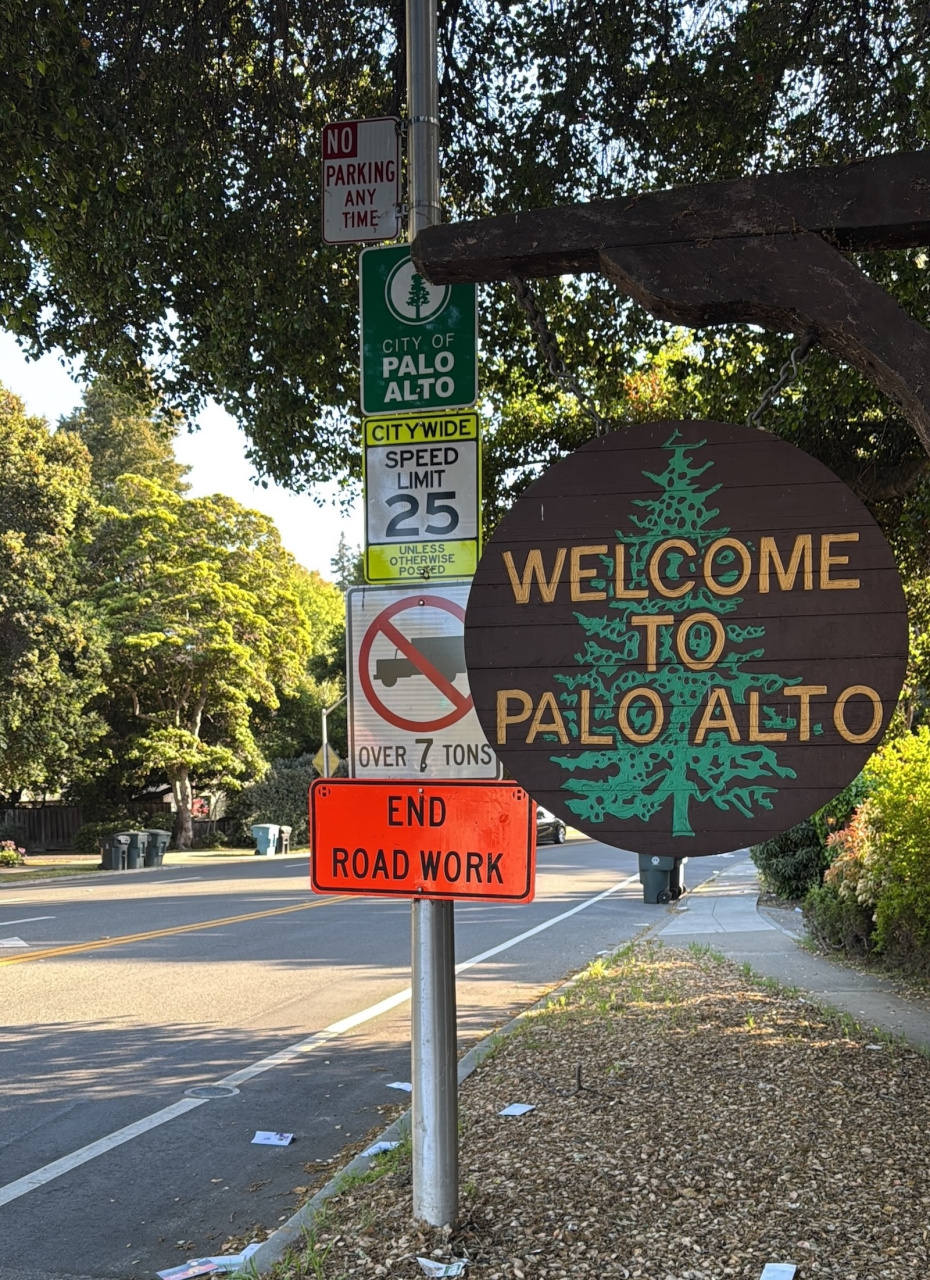 NO
PARKING
ANY
TIME
CITY OF
PALO
ALTO
CITYWIDE
SPEED
LIMIT
25
UNLESS
OTHERWISE
POSTED
OVER 7 TONS
END
ROAD WORK
WELCOME
TO
PALO ALTO